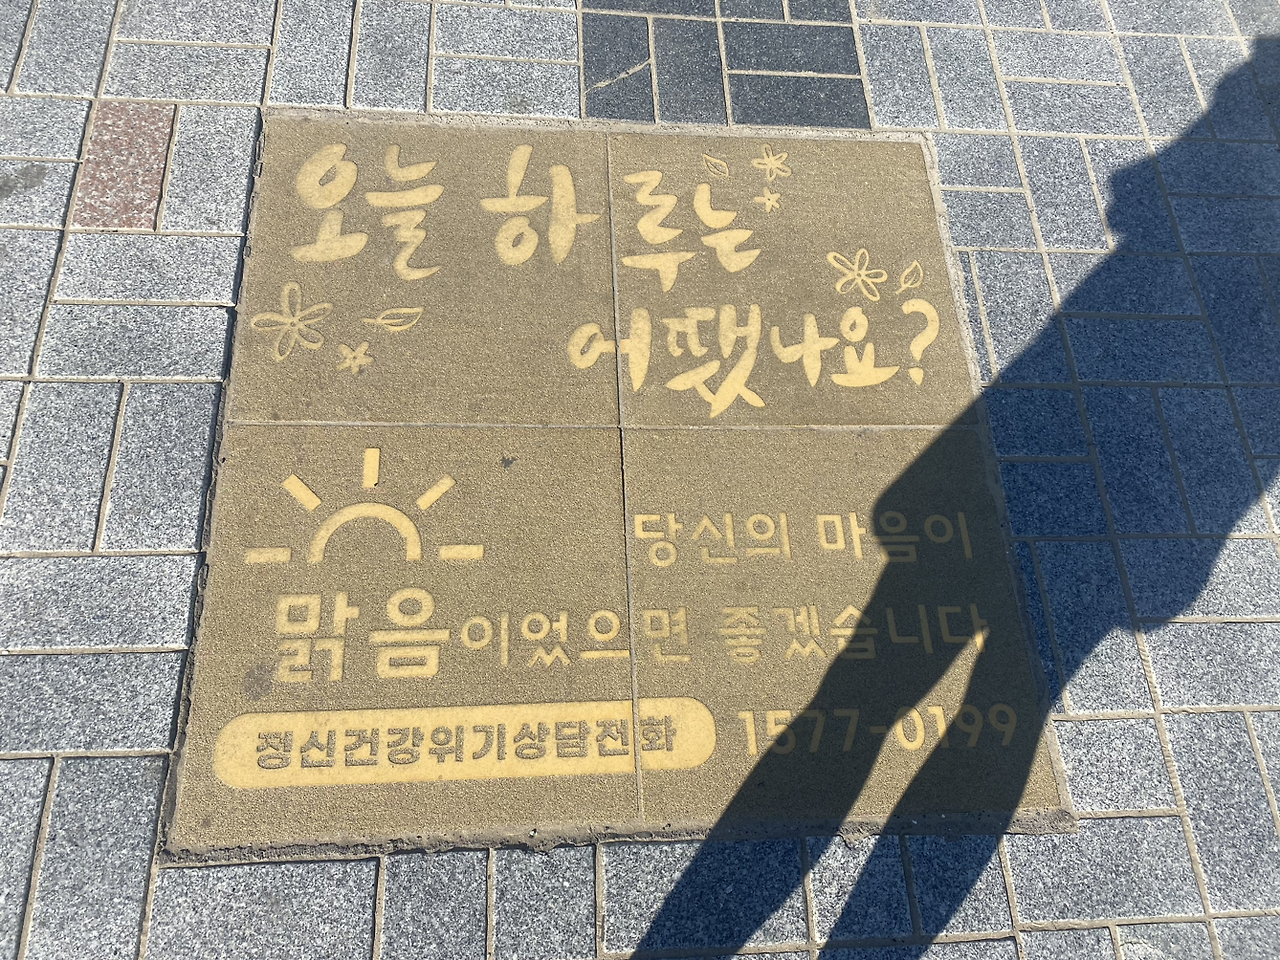 오늘 하루는
어땠나요?
당신의 마음이
맑음이었으면 좋겠습니다
정신건강위기상담전화 1577-0199